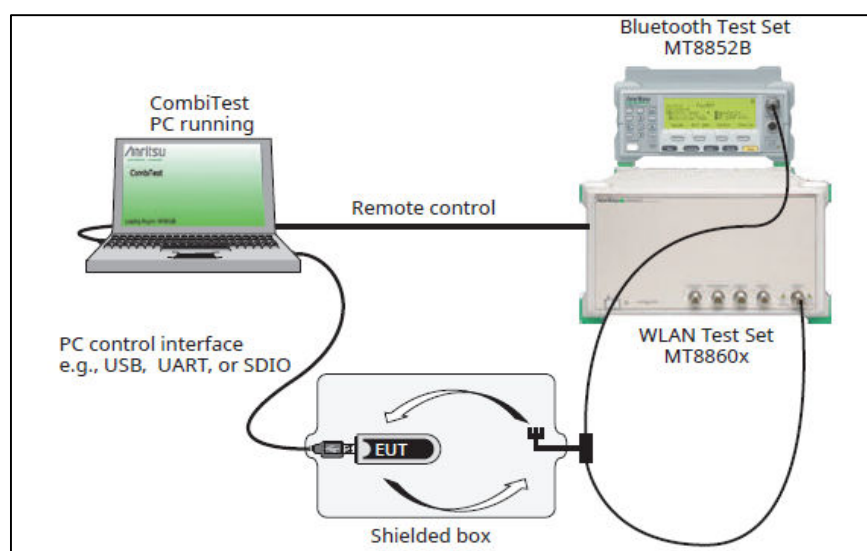 Bluetooth Test Set
MT8852B
CombiTest
PC running
Anritsu
CombiTest
Remote control
PC control interface
e.g., USB, UART, or SDIO
WLAN Test Set
MT8860x
EUT
Shielded box